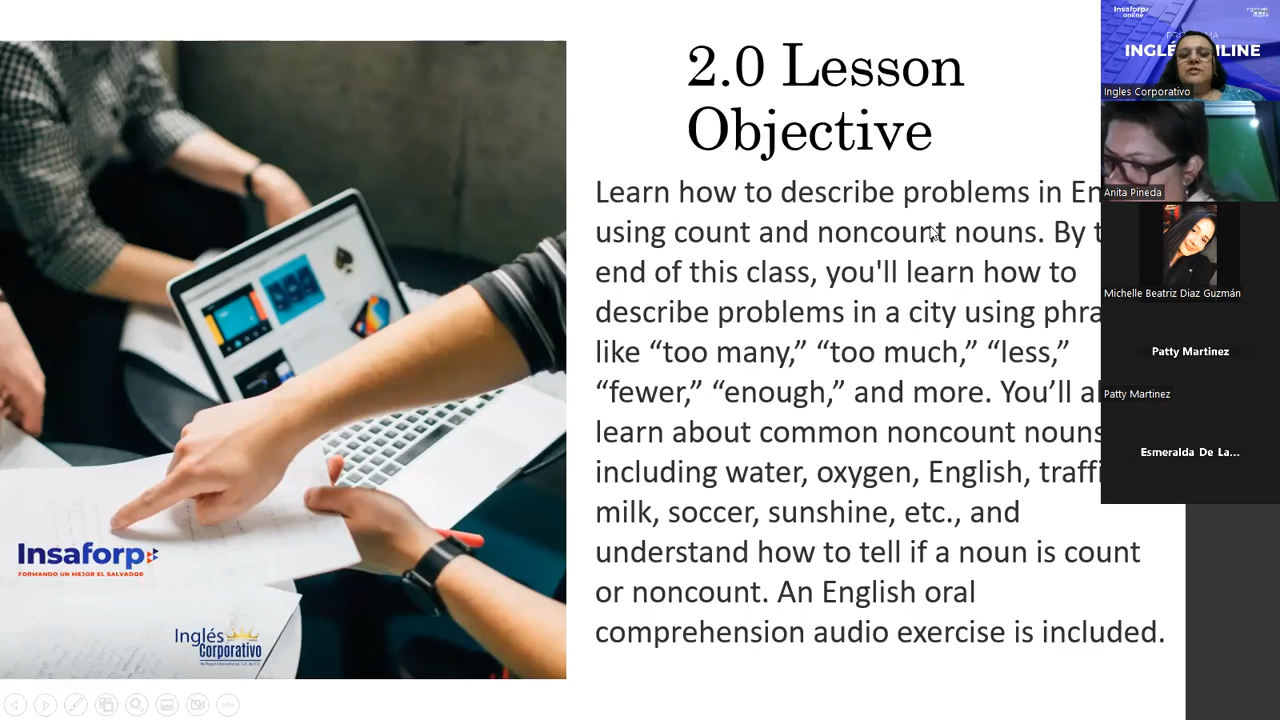 2.0 Lesson
Objective
Learn how to describe problems in En
using count and noncount nouns. By t
end of this class, you'll learn how to
describe problems in a city using phra
like “too many,” “too much,” “less,”
“fewer,” “enough,” and more. You’ll al
learn about common noncount nouns
including water, oxygen, English, traffi
milk, soccer, sunshine, etc., and
understand how to tell if a noun is count
or noncount. An English oral
comprehension audio exercise is included.
Insaforp
FORMANDO UN MEJOR EL SALVADOR
Inglés
Corporativo
Insaforp
online
INGLÉ
LINE
Ingles Corporativo
Anita Pineda
Michelle Beatriz Diaz Guzmán
Patty Martinez
Patty Martinez
Esmeralda De La...